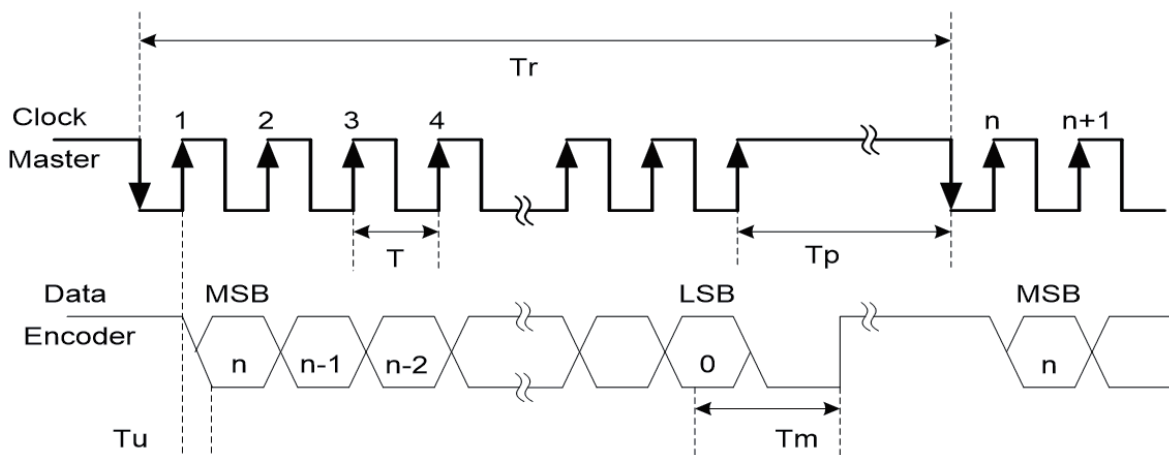 Tr
Clock
Master
1 2 3 4 n n+1
T
Tp
Data
Encoder
MSB LSB MSB
n n-1 n-2 0 n
Tu
Tm